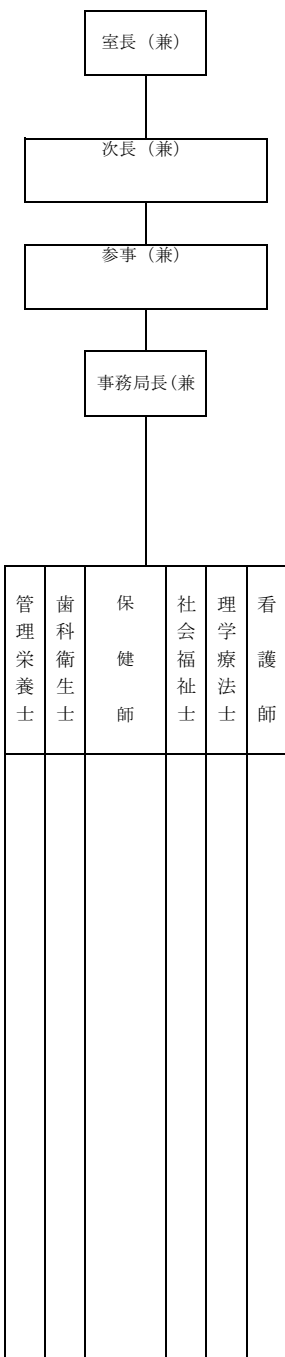 室長（兼）
次長（兼）
参事（兼）
事務局長(兼
管理栄養士
歯科衛生士
保健師
社会福祉士
理学療法士
看護師